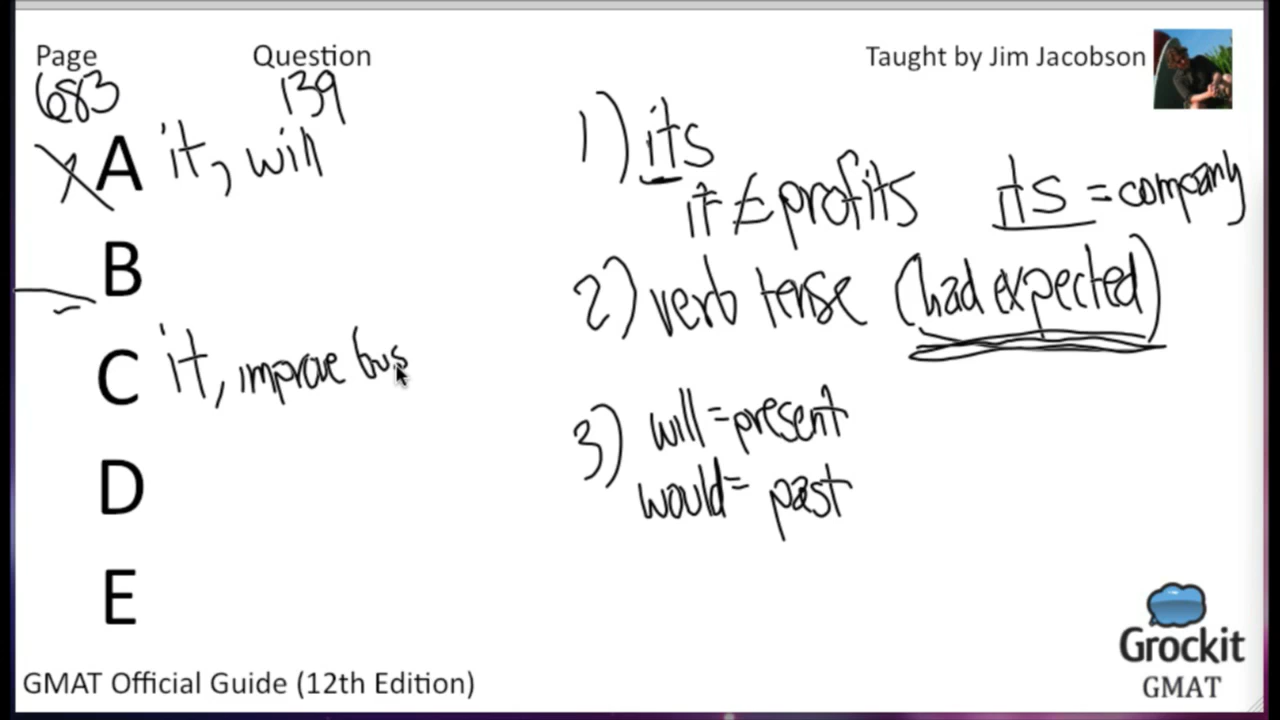 Page Question Taught by Jim Jacobson
683 139
A it, will
B
C it, improve bus
D
E
1) its
it ≠ profits its = company
2) verb tense (had expected)
3) will = present
would = past
Grockit
GMAT
GMAT Official Guide (12th Edition)